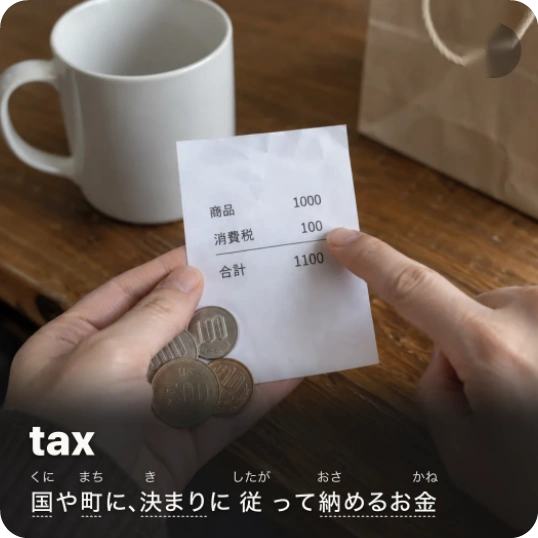 商品 1000
消費税 100
合計 1100
100
500
tax
くに まち き したが おさ かね
国や町に、決まりに従って納めるお金